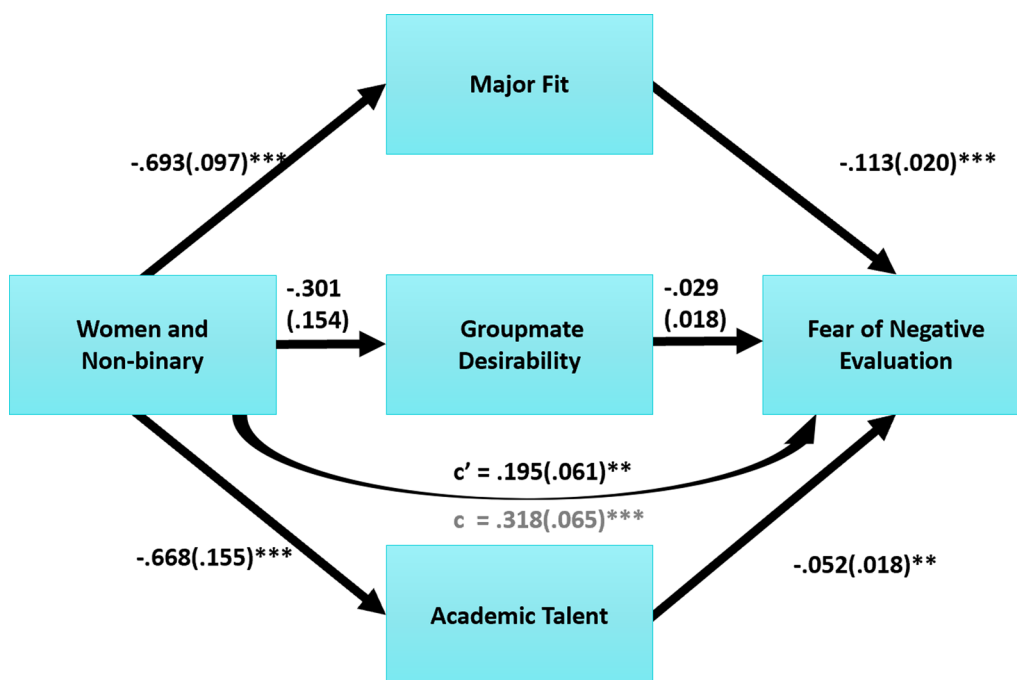 Major Fit
-.693(.097)***
-.113(.020)***
-.301
(.154)
-.029
(.018)
Women and
Non-binary
Groupmate
Desirability
Fear of Negative
Evaluation
c’ = .195(.061)**
c = .318(.065)***
-.668(.155)***
-.052(.018)**
Academic Talent